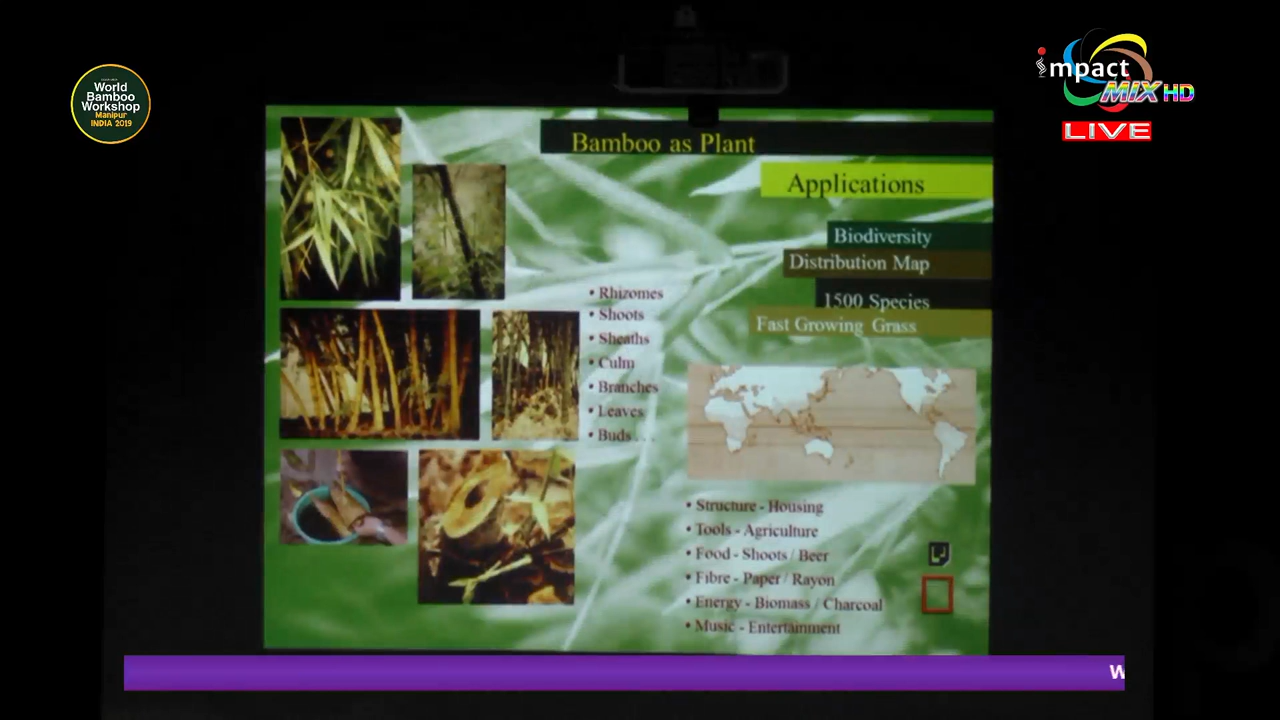 World
Bamboo
Workshop
Manipur
INDIA 2019
impact
MIX HD
LIVE
Bamboo as Plant
Applications
Biodiversity
Distribution Map
1500 Species
Fast Growing Grass
• Rhizomes
• Shoots
• Sheaths
• Culm
• Branches
• Leaves
• Buds . . .
• Structure - Housing
• Tools - Agriculture
• Food - Shoots / Beer
• Fibre - Paper / Rayon
• Energy - Biomass / Charcoal
• Music - Entertainment
W